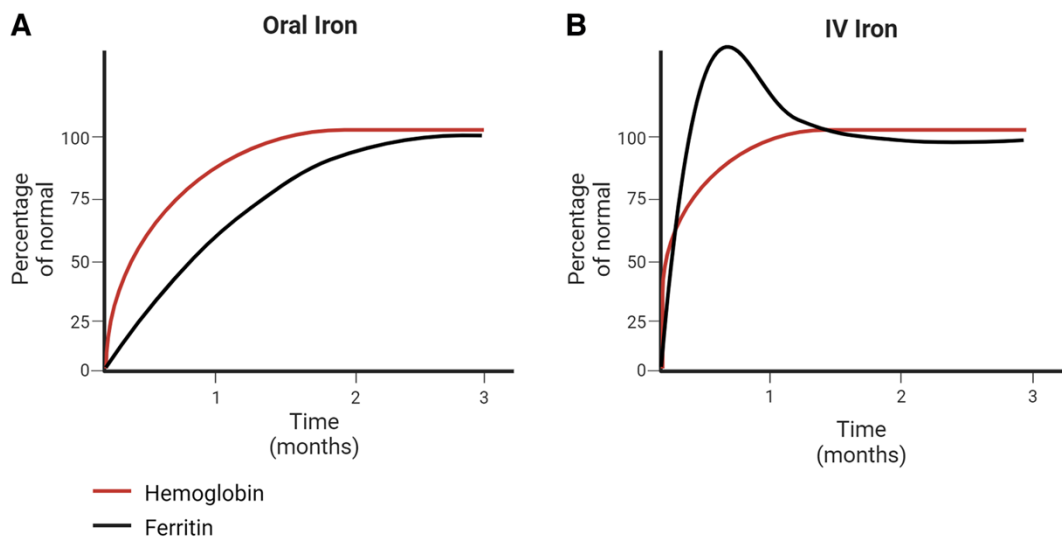 A
Oral Iron
Percentage
of normal
100
75
50
25
0
1
2
3
Time
(months)
B
IV Iron
Percentage
of normal
100
75
50
25
0
1
2
3
Time
(months)
Hemoglobin
Ferritin